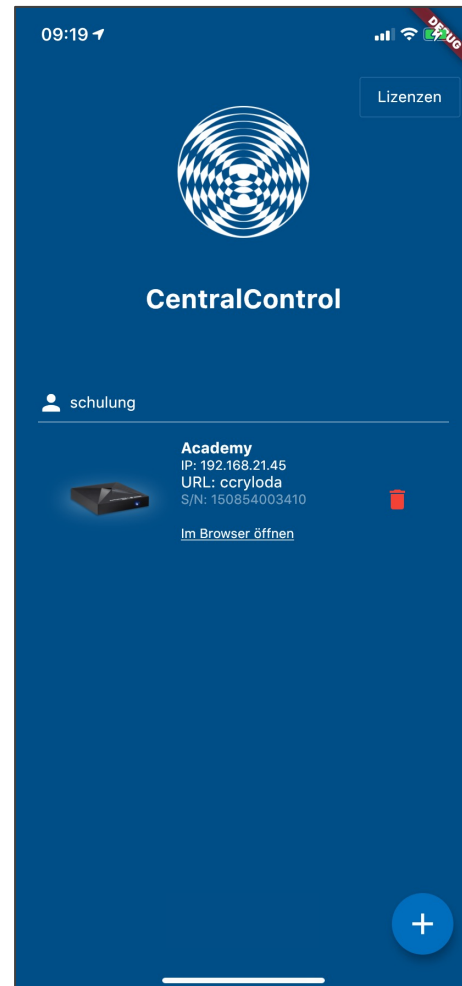 09:19
DEBUG
Lizenzen
CentralControl
schulung
Academy
IP: 192.168.21.45
URL: ccryloda
S/N: 150854003410
Im Browser öffnen